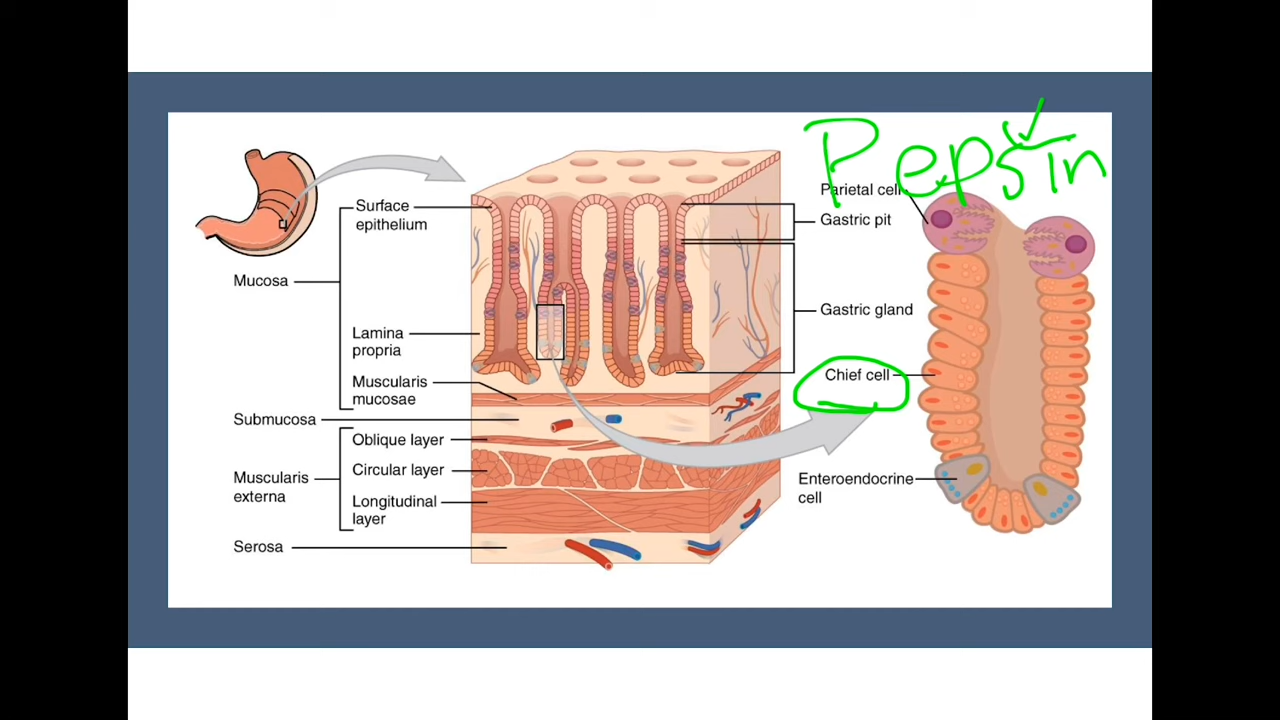 Pepsin
Parietal cell
Surface
epithelium
Gastric pit
Mucosa
Gastric gland
Lamina
propria
Chief cell
Muscularis
mucosae
Submucosa
Oblique layer
Circular layer
Muscularis
externa
Enteroendocrine
cell
Longitudinal
layer
Serosa